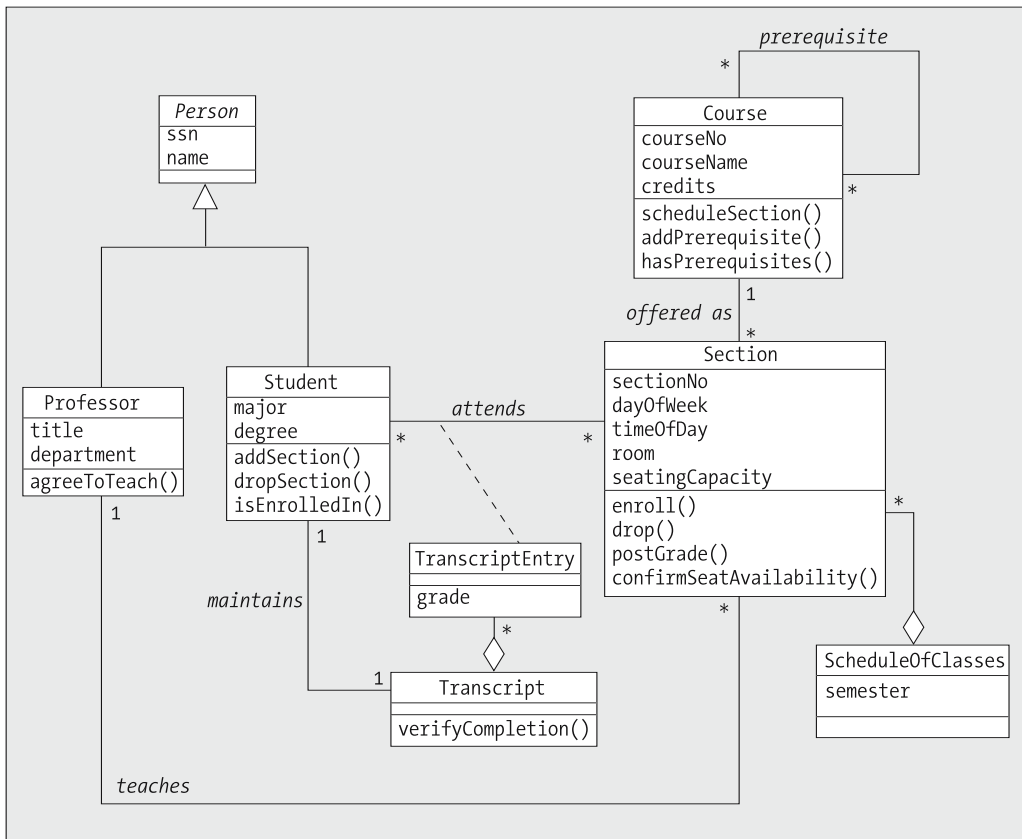 prerequisite
*
Person
ssn
name
Course
courseNo
courseName
credits
*
scheduleSection()
addPrerequisite()
hasPrerequisites()
1
offered as
*
Section
sectionNo
dayOfWeek
timeOfDay
room
seatingCapacity
enroll()
drop()
postGrade()
confirmSeatAvailability()
Professor
title
department
agreeToTeach()
1
Student
major
degree
addSection()
dropSection()
isEnrolledIn()
attends
*
*
1
maintains
TranscriptEntry
grade
*
1
Transcript
verifyCompletion()
*
*
ScheduleOfClasses
semester
teaches